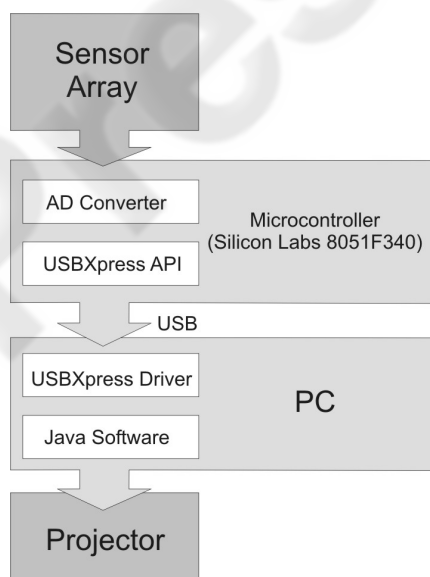 Sensor
Array
AD Converter
Microcontroller
(Silicon Labs 8051F340)
USBXpress API
USB
USBXpress Driver
PC
Java Software
Projector